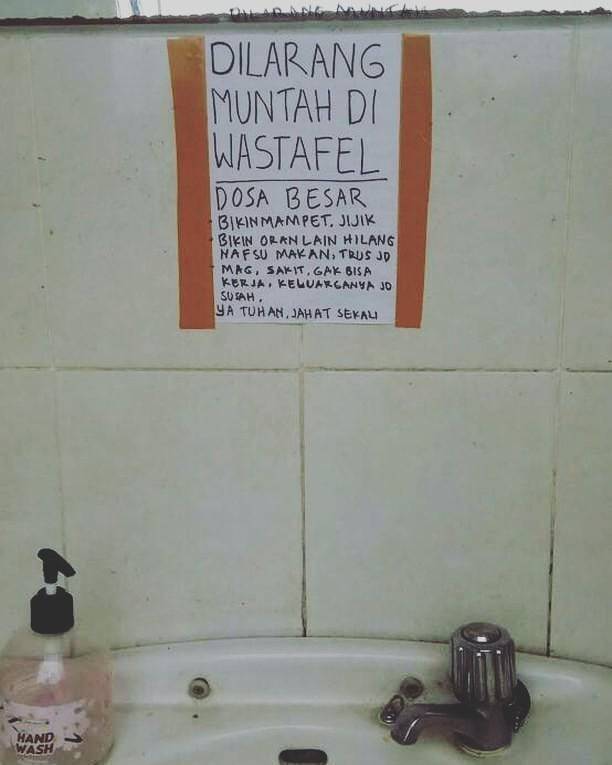 DILARANG
MUNTAH DI
WASTAFEL
DOSA BESAR
BIKIN MAMPET, JIJIK
BIKIN ORAN LAIN HILANG
NAFSU MAKAN, TRUS JD
MAG, SAKIT, GAK BISA
KERJA, KELUARGANYA JD
SUSAH.
YA TUHAN, JAHAT SEKALI
HAND
WASH